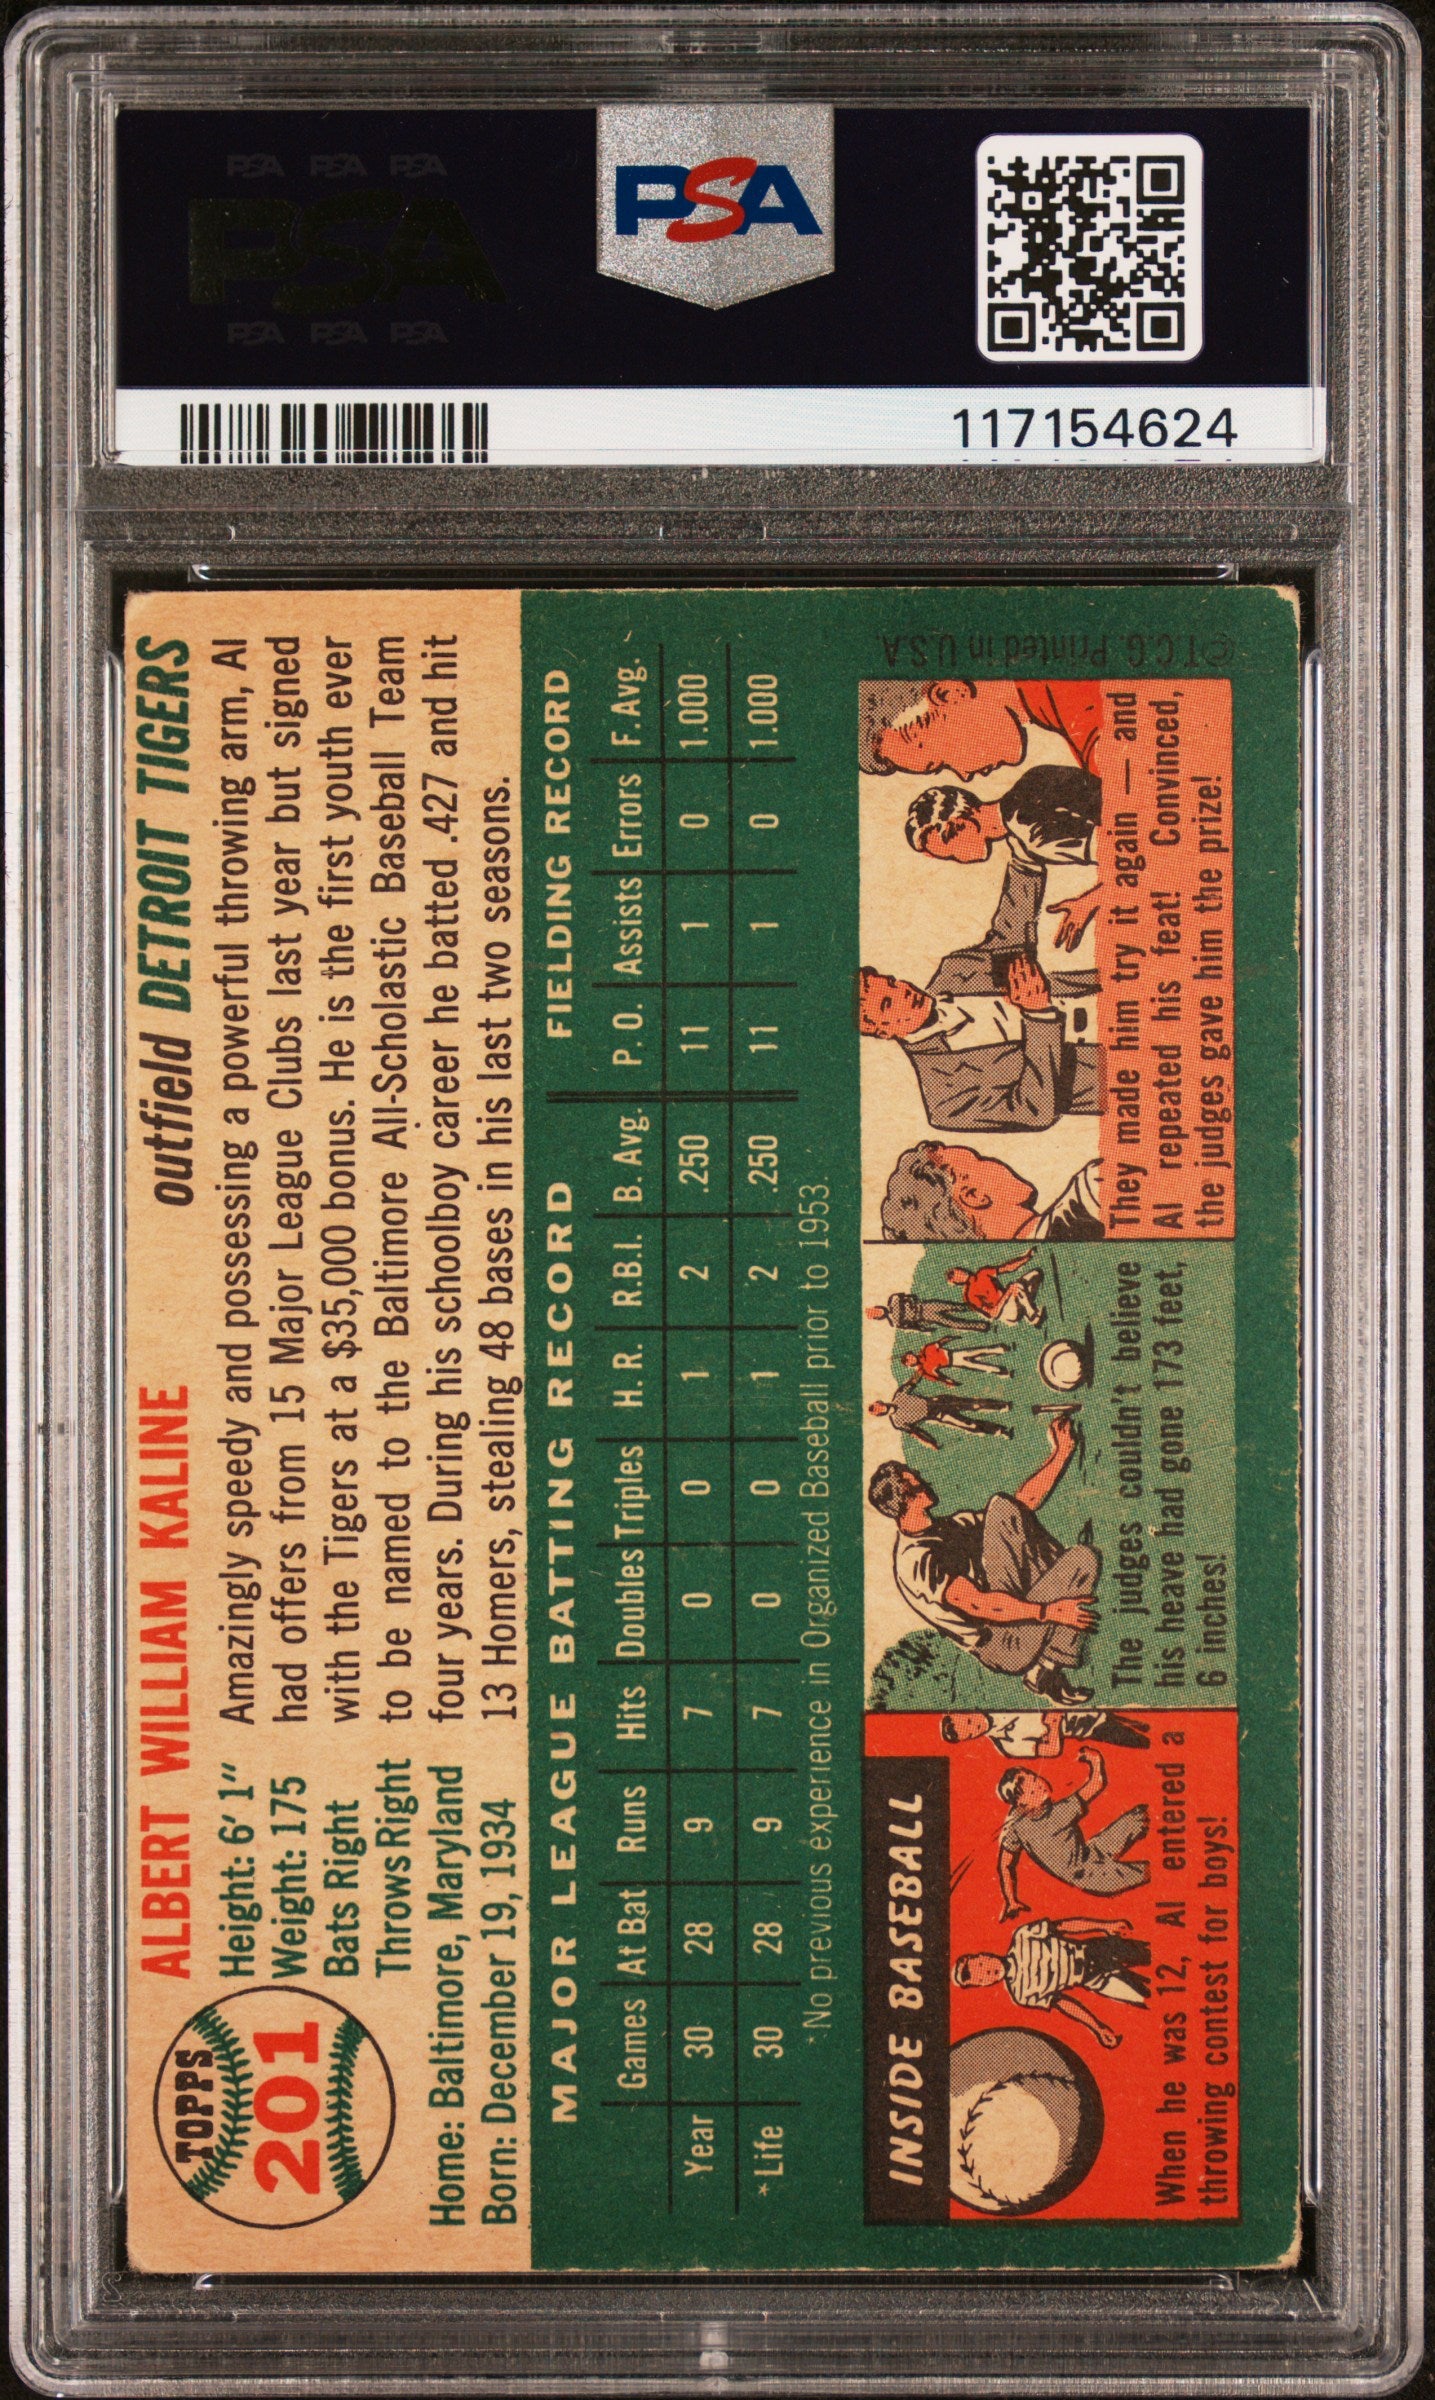 PSA PSA PSA
PSA
PSA PSA PSA
PSA
117154624
TOPPS
201
ALBERT WILLIAM KALINE
outfield DETROIT TIGERS
Height: 6' 1"
Weight: 175
Bats Right
Throws Right
Home: Baltimore, Maryland
Born: December 19, 1934
Amazingly speedy and possessing a powerful throwing arm, Al
had offers from 15 Major League Clubs last year but signed
with the Tigers at a $35,000 bonus. He is the first youth ever
to be named to the Baltimore All-Scholastic Baseball Team
four years. During his schoolboy career he batted .427 and hit
13 Homers, stealing 48 bases in his last two seasons.
MAJOR LEAGUE BATTING RECORD FIELDING RECORD
Games At Bat Runs Hits Doubles Triples H. R. R.B.I. B. Avg. P. O. Assists Errors F. Avg.
Year 30 28 9 7 0 0 1 2 .250 11 1 0 1.000
*Life 30 28 9 7 0 0 1 2 .250 11 1 0 1.000
*No previous experience in Organized Baseball prior to 1953.
INSIDE BASEBALL
When he was 12, Al entered a
throwing contest for boys!
The judges couldn't believe
his heave had gone 173 feet,
6 inches!
They made him try it again — and
Al repeated his feat! Convinced,
the judges gave him the prize!
©T.C.G. Printed in U.S.A.